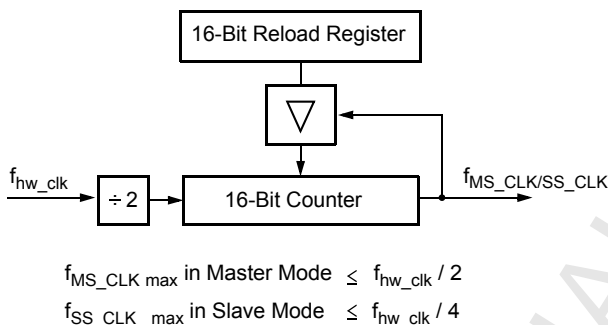 16-Bit Reload Register
▽
f_hw_clk
÷ 2
16-Bit Counter
f_MS_CLK/SS_CLK
f_MS_CLK max in Master Mode ≤ f_hw_clk / 2
f_SS_CLK max in Slave Mode ≤ f_hw_clk / 4